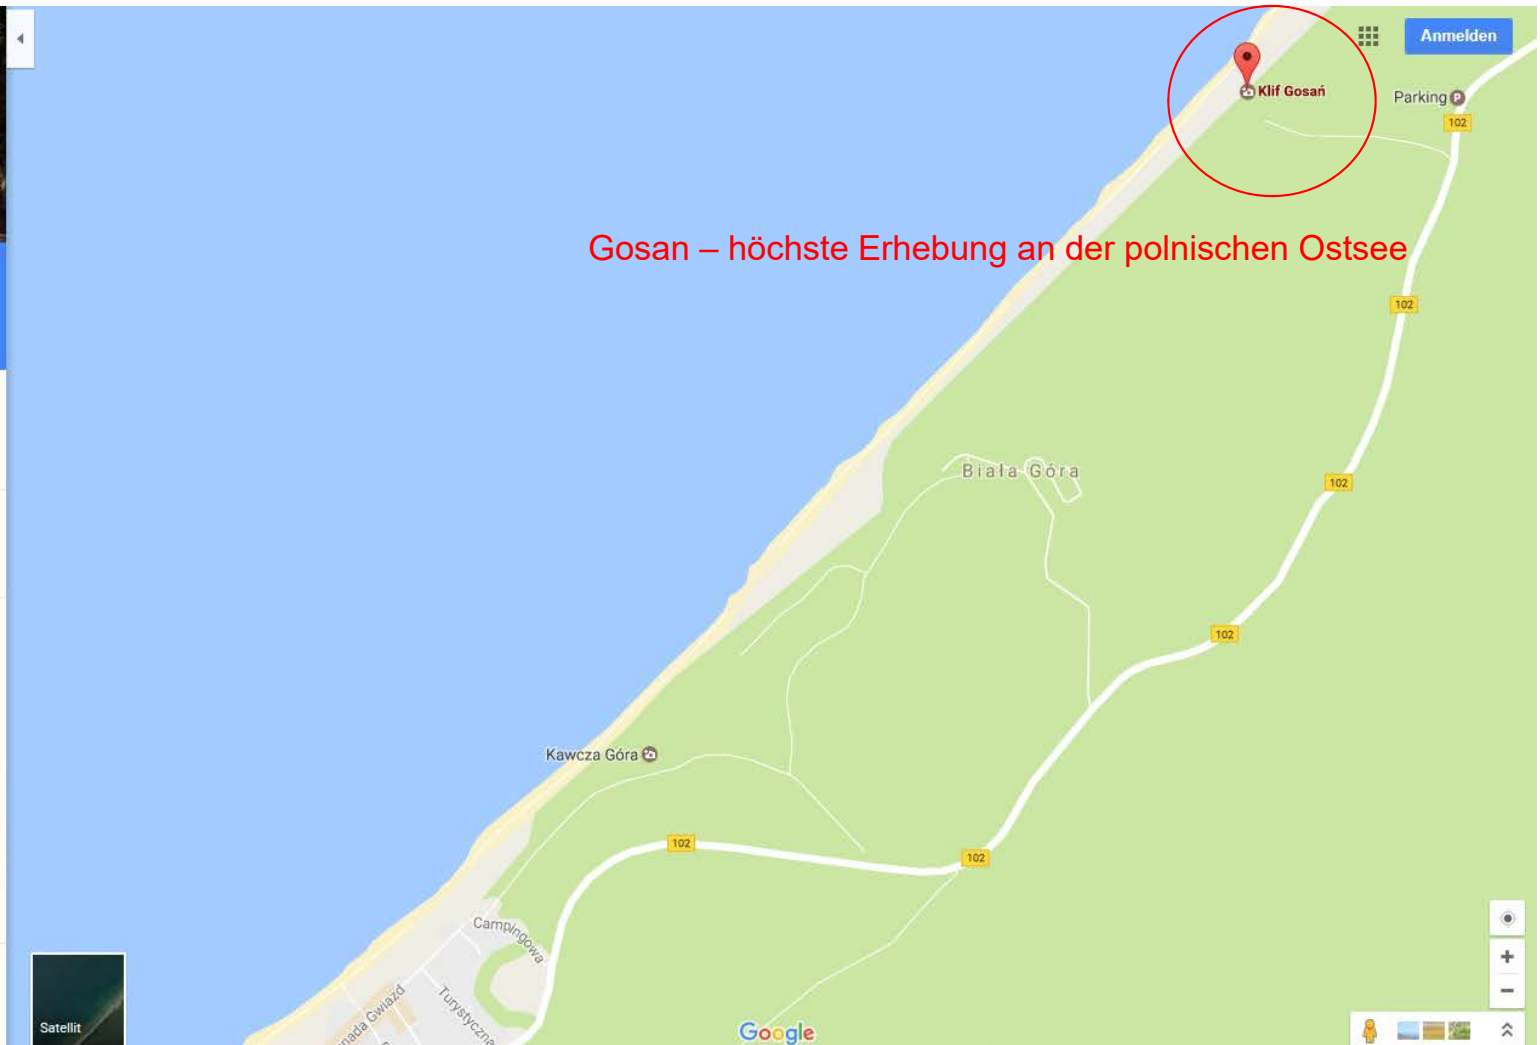 Anmelden
Klif Gosań
Parking P
102
Gosan – höchste Erhebung an der polnischen Ostsee
102
Biała Góra
102
102
Kawcza Góra
102
102
Campingowa
Turystyczna
Gwiazd
Satellit
Google